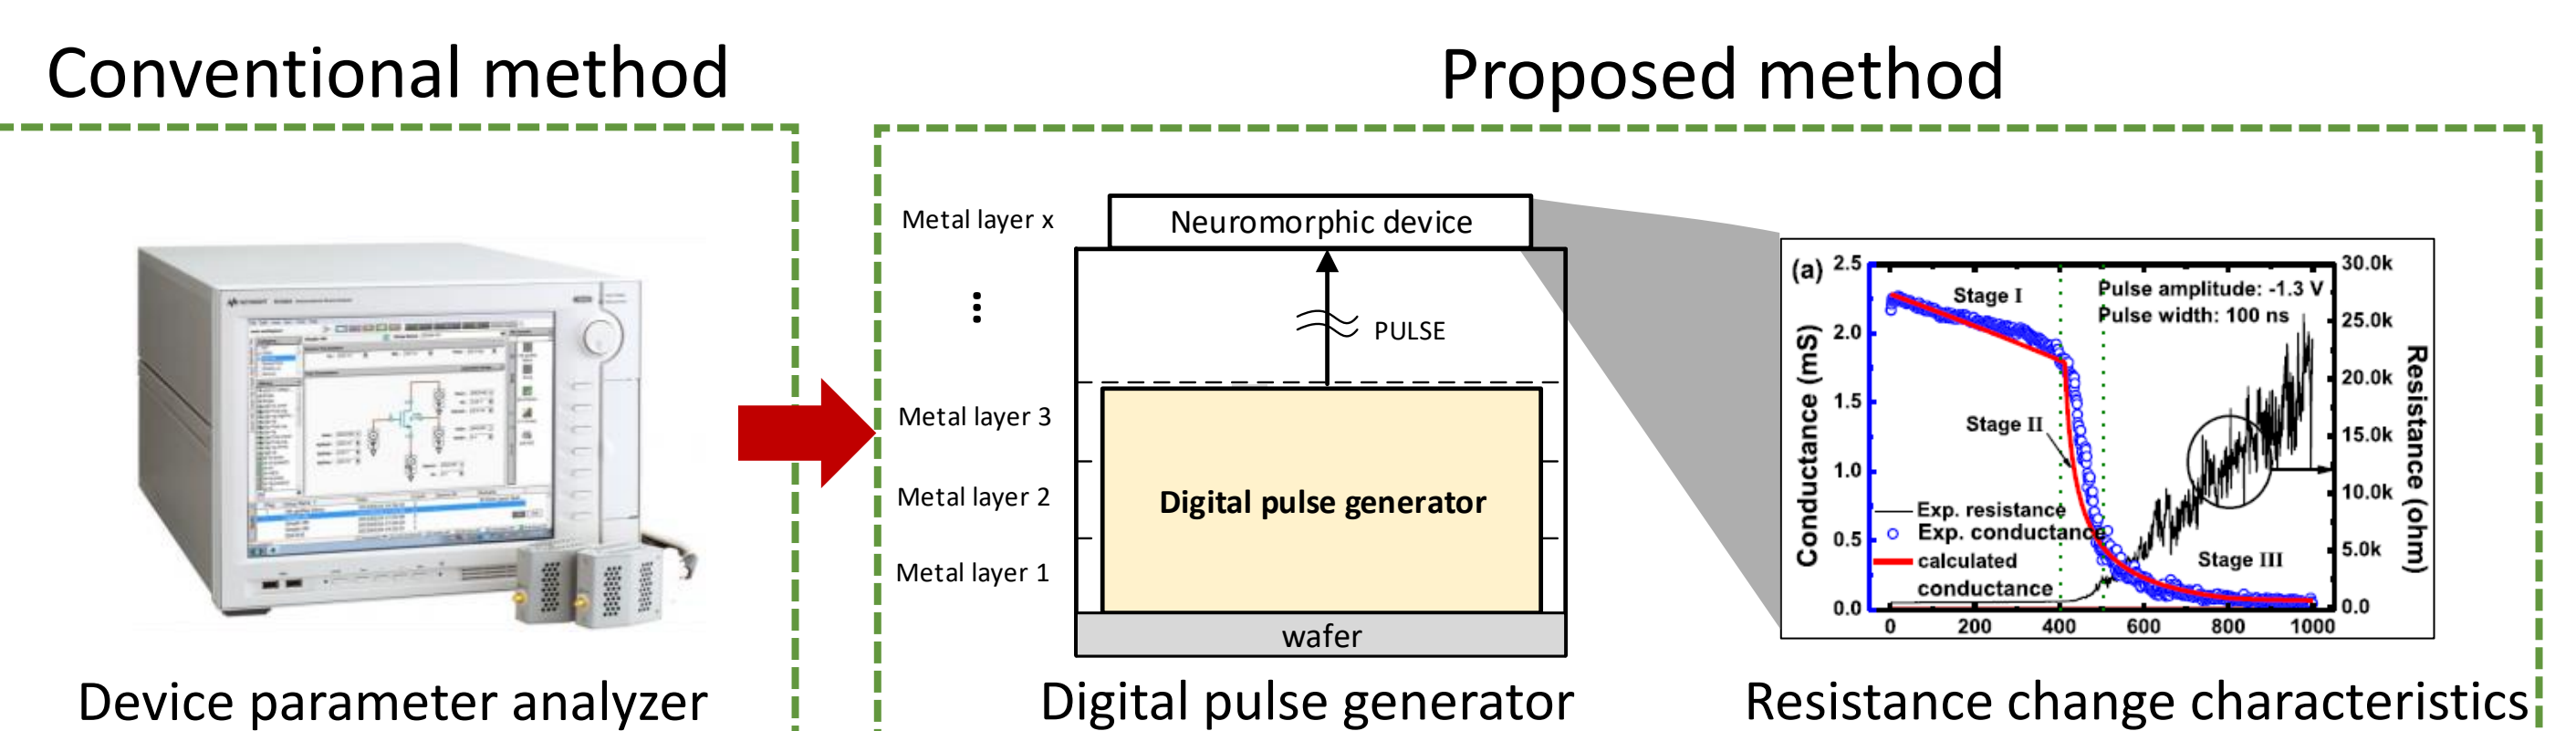 Conventional method
Proposed method
Device parameter analyzer
Metal layer x
Neuromorphic device
PULSE
Metal layer 3
Metal layer 2
Metal layer 1
Digital pulse generator
wafer
Digital pulse generator
(a)
Conductance (mS)
2.5
2.0
1.5
1.0
0.5
0.0
Stage I
Pulse amplitude: -1.3 V
Pulse width: 100 ns
Stage II
Exp. resistance
Exp. conductance
calculated
conductance
Stage III
30.0k
25.0k
20.0k
15.0k
10.0k
5.0k
0.0
Resistance (ohm)
0 200 400 600 800 1000
Resistance change characteristics